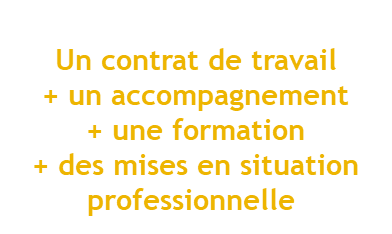 Un contrat de travail
+ un accompagnement
+ une formation
+ des mises en situation
professionnelle